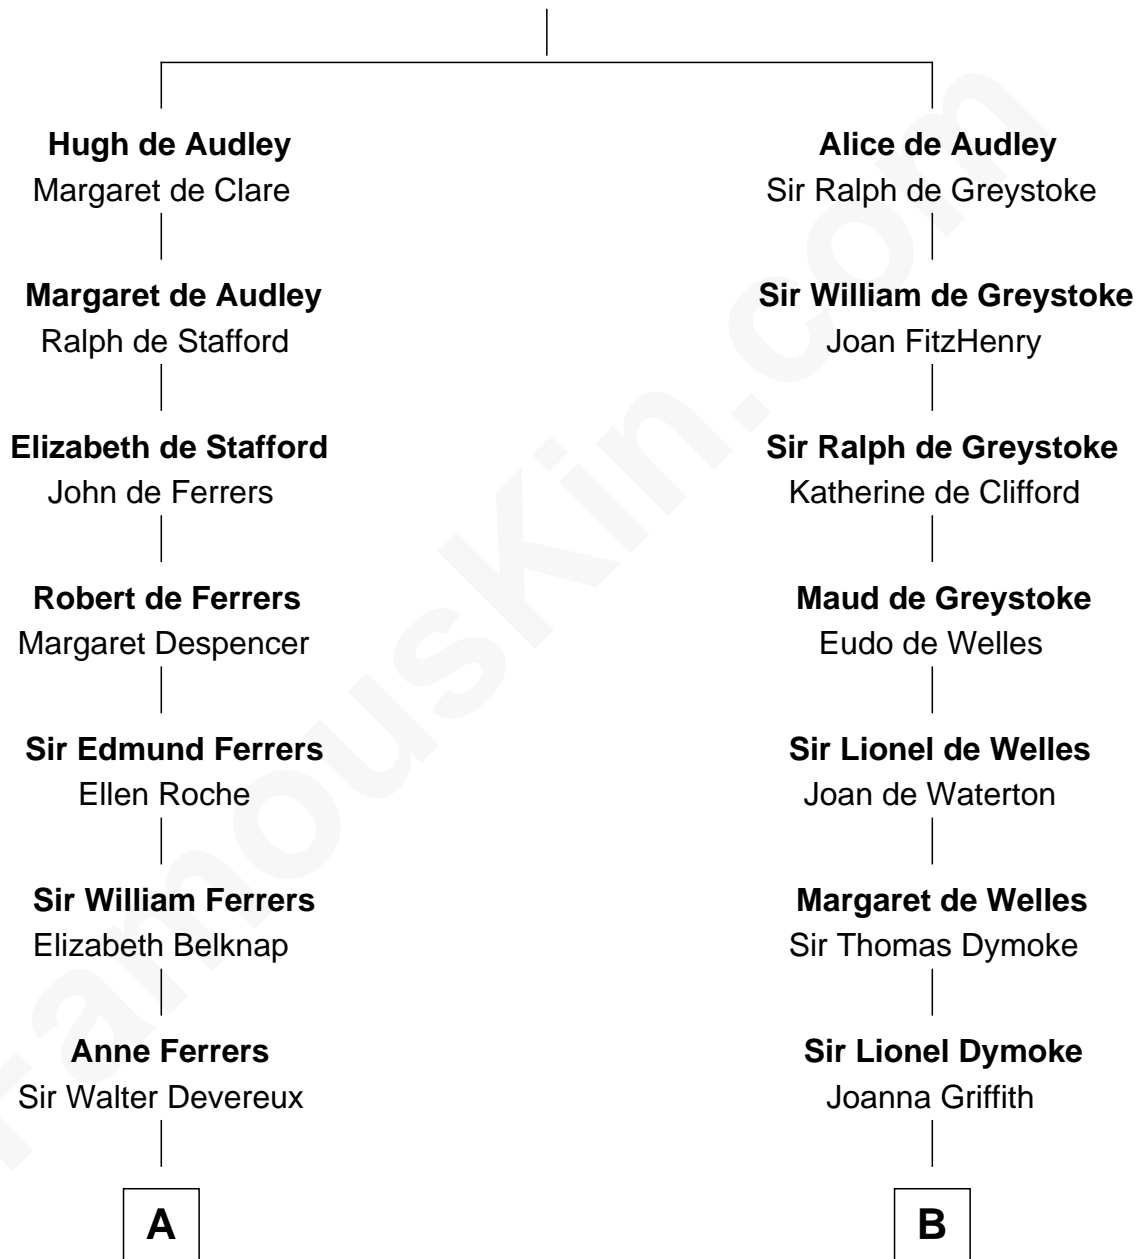 Hugh de Audley
Margaret de Clare
Alice de Audley
Sir Ralph de Greystoke
Margaret de Audley
Ralph de Stafford
Sir William de Greystoke
Joan FitzHenry
Elizabeth de Stafford
John de Ferrers
Sir Ralph de Greystoke
Katherine de Clifford
Robert de Ferrers
Margaret Despencer
Maud de Greystoke
Eudo de Welles
Sir Edmund Ferrers
Ellen Roche
Sir Lionel de Welles
Joan de Waterton
Sir William Ferrers
Elizabeth Belknap
Margaret de Welles
Sir Thomas Dymoke
Anne Ferrers
Sir Walter Devereux
Sir Lionel Dymoke
Joanna Griffith
A
B
FamousKin.com